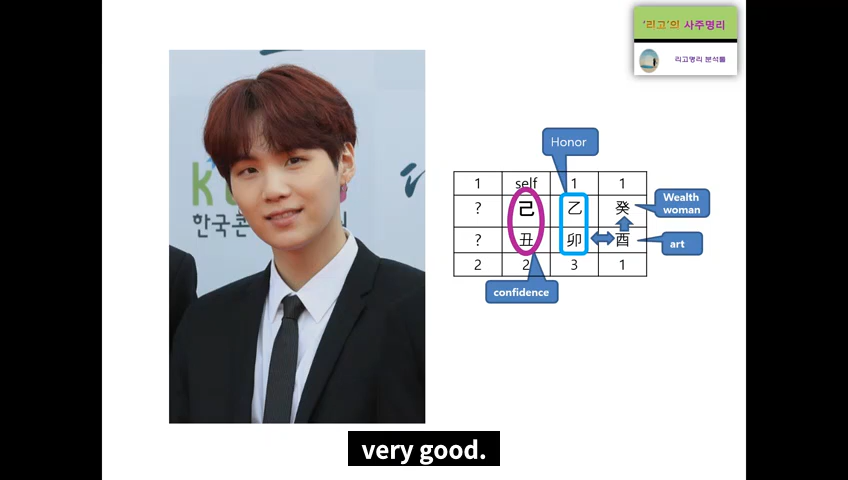 '리고'의 사주명리
리고명리 분석툴
한국콘
Honor
1 self 1 1
? 己 乙 癸
Wealth
woman
? 丑 卯 酉
art
2 2 3 1
confidence
very good.